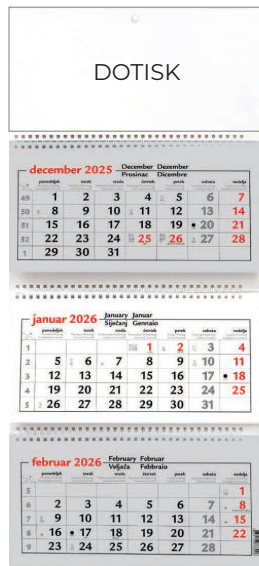 DOTISK
december 2025 December Dezember
Prosinac Dicembre
ponedeljek torek sreda četrtek petek sobota nedelja
49 1 2 3 4 5 6 7
50 8 9 10 11 12 13 14
51 15 16 17 18 19 20 21
52 22 23 24 25 26 27 28
1 29 30 31
januar 2026 January Januar
Siječanj Gennaio
ponedeljek torek sreda četrtek petek sobota nedelja
1 1 2 3 4
2 5 6 7 8 9 10 11
3 12 13 14 15 16 17 18
4 19 20 21 22 23 24 25
5 26 27 28 29 30 31
februar 2026 February Februar
Veljača Febbraio
ponedeljek torek sreda četrtek petek sobota nedelja
5 1
6 2 3 4 5 6 7 8
7 9 10 11 12 13 14 15
8 16 17 18 19 20 21 22
9 23 24 25 26 27 28